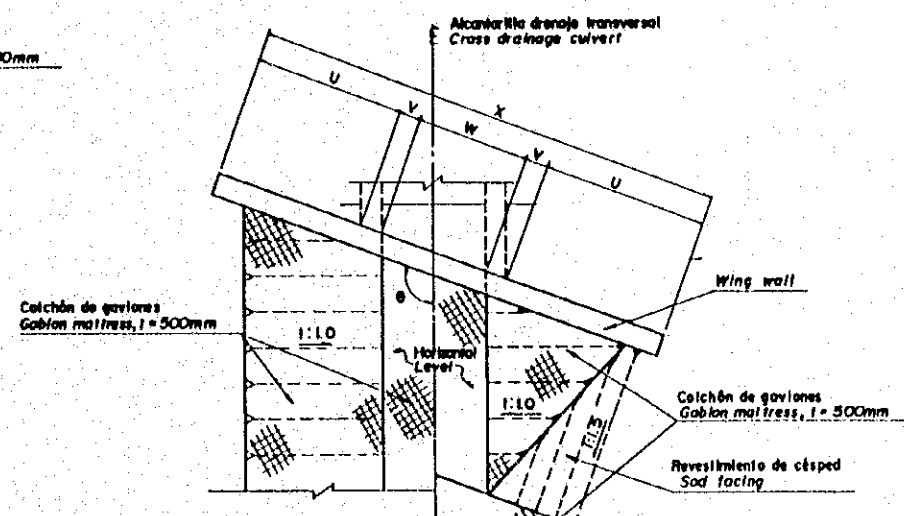 Alcantarilla drenaje transversal
Cross drainage culvert
00mm
U
V
W
X
V
U
Wing wall
θ
Colchón de gaviones
Gabion mattress, t = 500mm
1:1.0
Horizontal
Level
1:1.0
1:1.5
Colchón de gaviones
Gabion mattress, t = 500mm
Revestimiento de césped
Sod facing